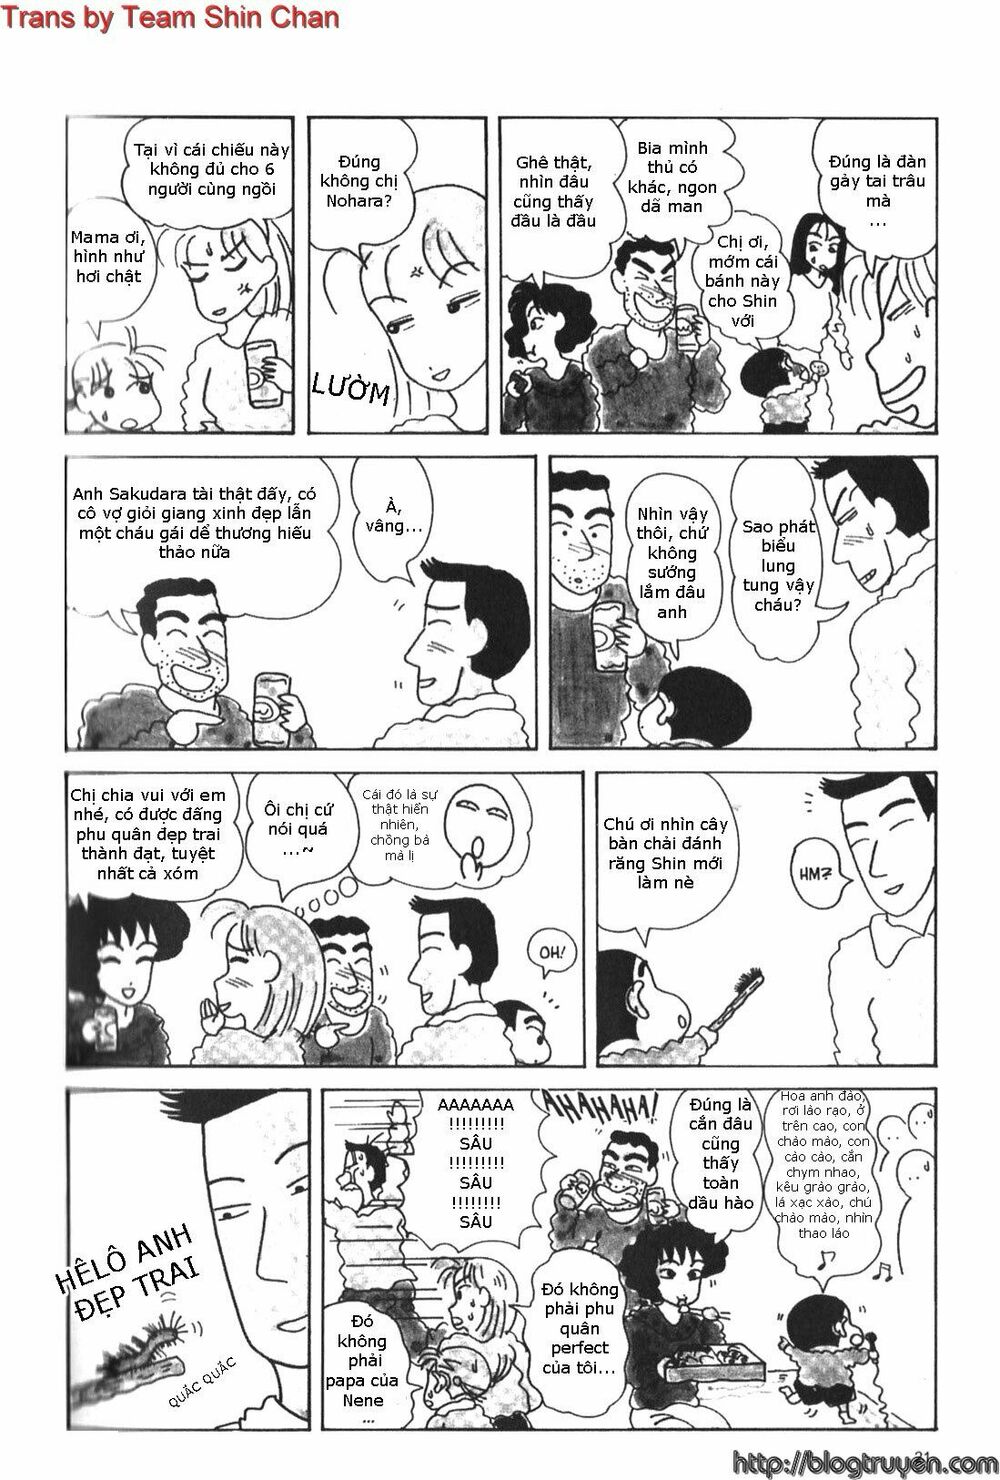 Trans by Team Shin Chan
Tại vì cái chiếu này
không đủ cho 6
người cùng ngồi
Mama ơi,
hình như
hơi chật
Đúng
không chị
Nohara?
LƯỜM
Ghê thật,
nhìn đâu
cũng thấy
đầu là đầu
Bia mình
thủ có
khác, ngon
dã man
Chị ơi,
mớm cái
bánh này
cho Shin
với
Đúng là đàn
gảy tai trâu
mà
...
Anh Sakudara tài thật đấy, có
cô vợ giỏi giang xinh đẹp lẫn
một cháu gái dể thương hiếu
thảo nữa
À,
vâng...
Nhìn vậy
thôi, chứ
không
sướng
lắm đâu
anh
Sao phát
biểu
lung
tung vậy
cháu?
Chị chia vui với em
nhé, có được đấng
phu quân đẹp trai
thành đạt, tuyệt
nhất cả xóm
Ôi chị cứ
nói quá
...~
Cái đó là sự
thật hiển
nhiên,
chồng bà
mà lị
OH!
Chú ơi nhìn cây
bàn chải đánh
răng Shin mới
làm nè
HM?
HÊLÔ ANH
ĐẸP TRAI
QUẮC QUẮC
AAAAAAA
!!!!!!!!!
SÂU
!!!!!!!!!
SÂU
!!!!!!!!
SÂU
AHAHAHA!
Đúng là
cắn đâu
cũng
thấy
toàn
dầu hào
Hoa anh đào,
rơi lảo rạo, ở
trên cao, con
chào mào, con
cào cào, cắn
chym nhao,
kêu grào grào,
lá xạc xào, chú
chào mào, nhìn
thao láo
Đó không
phải phu
quân
perfect
của tôi...
Đó
không
phải
papa của
Nene
...
31
http://blogtruyen.com